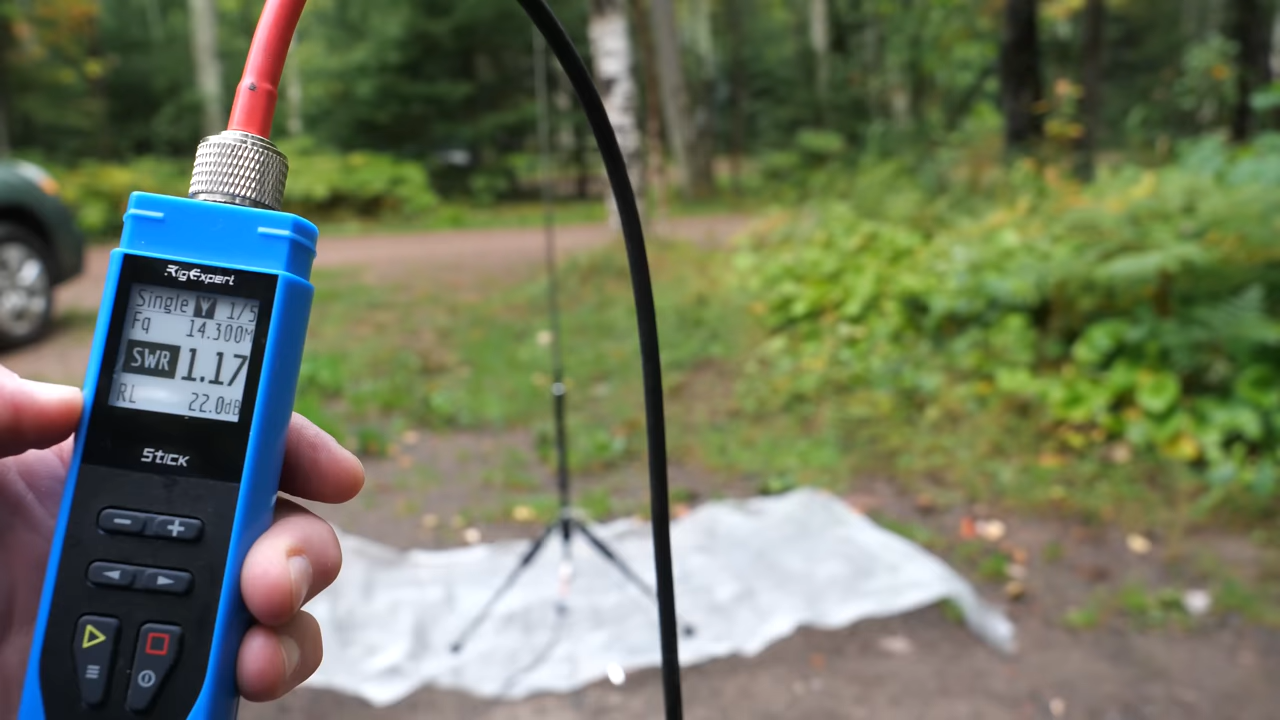 RigExpert
Single 1/5
Fq 14.300M
SWR 1.17
RL 22.0dB
Stick